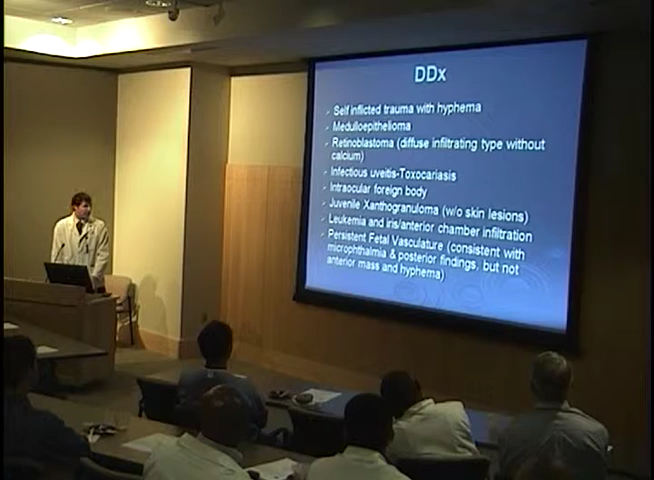 DDx
Self inflicted trauma with hyphema
Medulloepithelioma
Retinoblastoma (diffuse infiltrating type without
calcium)
Infectious uveitis-Toxocariasis
Intraocular foreign body
Juvenile Xanthogranuloma (w/o skin lesions)
Leukemia and iris/anterior chamber infiltration
Persistent Fetal Vasculature (consistent with
microphthalmia & posterior findings, but not
anterior mass and hyphema)